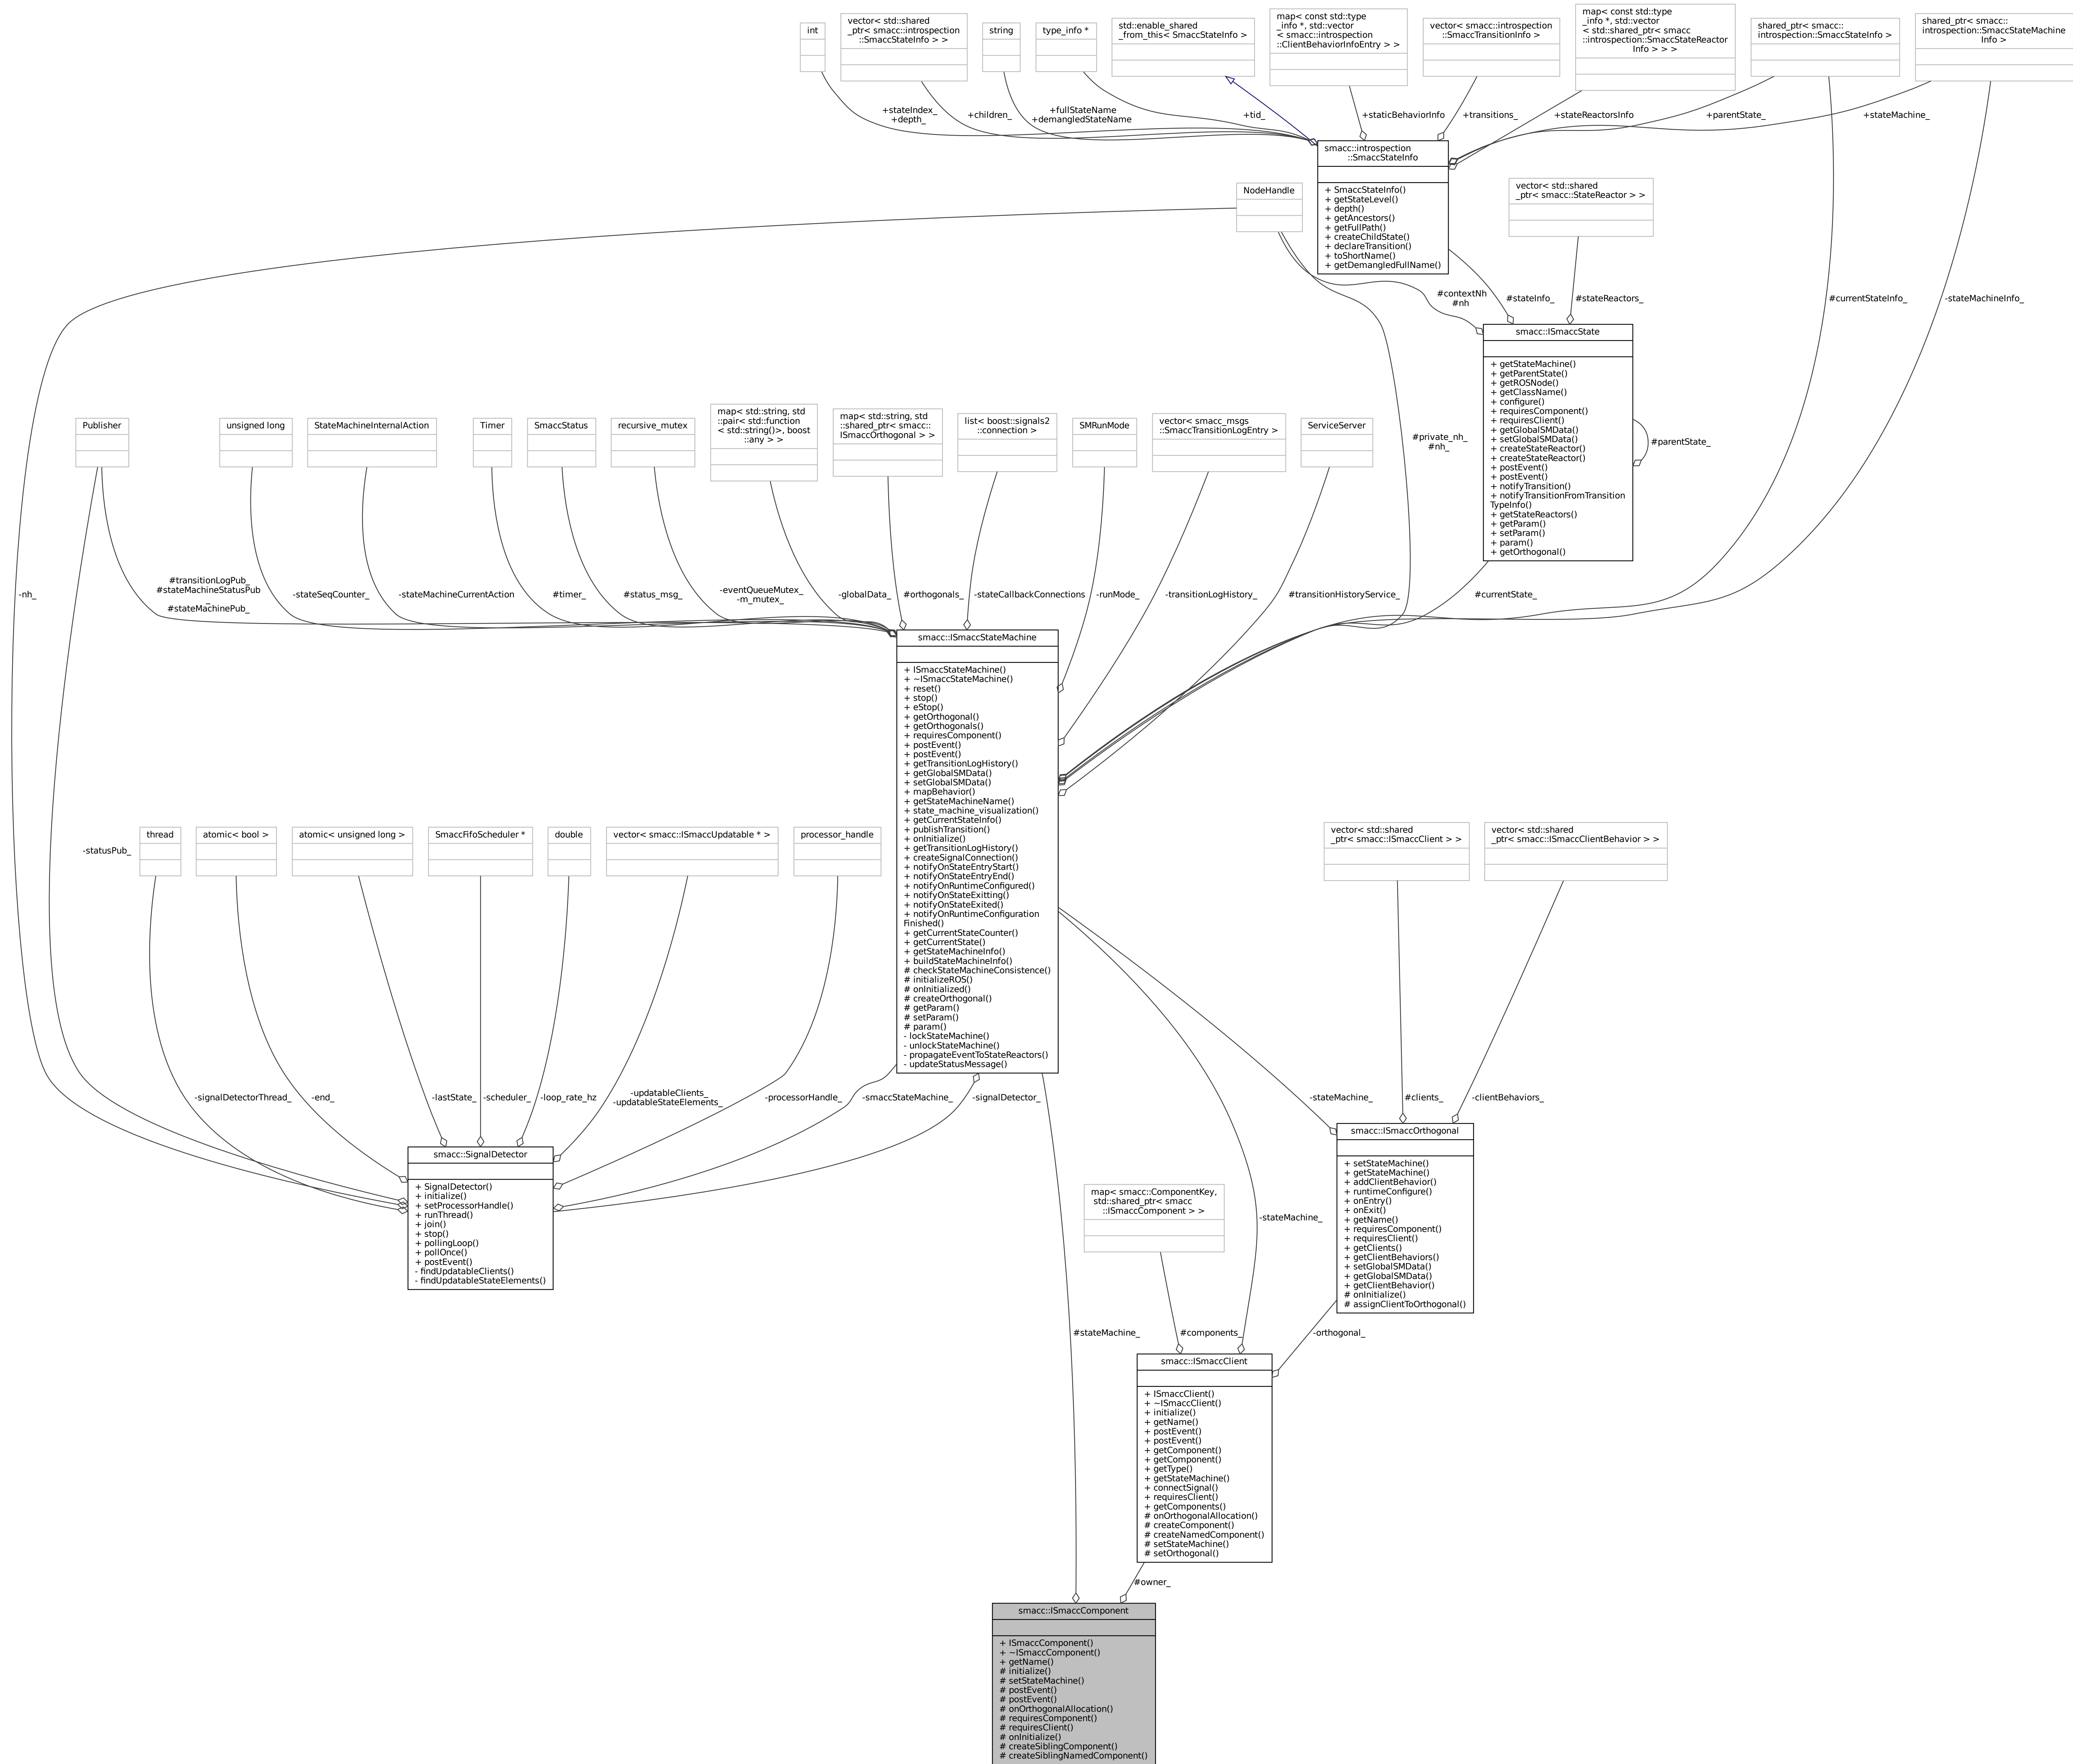 int
vector< std::shared
_ptr< smacc::introspection
::SmaccStateInfo > >
string
type_info *
std::enable_shared
_from_this< SmaccStateInfo >
map< const std::type
_info *, std::vector
< smacc::introspection
::ClientBehaviorInfoEntry > >
vector< smacc::introspection
::SmaccTransitionInfo >
map< const std::type
_info *, std::vector
< std::shared_ptr< smacc
::introspection::SmaccStateReactor
Info > > >
shared_ptr< smacc::
introspection::SmaccStateInfo >
shared_ptr< smacc::
introspection::SmaccStateMachine
Info >
+stateIndex_
+depth_
+children_
+fullStateName
+demangledStateName
+tid_
+staticBehaviorInfo
+transitions_
+stateReactorsInfo
+parentState_
+stateMachine_
smacc::introspection
::SmaccStateInfo
+ SmaccStateInfo()
+ getStateLevel()
+ depth()
+ getAncestors()
+ getFullPath()
+ createChildState()
+ declareTransition()
+ toShortName()
+ getDemangledFullName()
NodeHandle
vector< std::shared
_ptr< smacc::StateReactor > >
#contextNh
#nh
#stateInfo_
#stateReactors_
#currentStateInfo_
-stateMachineInfo_
smacc::ISmaccState
+ getStateMachine()
+ getParentState()
+ getROSNode()
+ getClassName()
+ configure()
+ requiresComponent()
+ requiresClient()
+ getGlobalSMData()
+ setGlobalSMData()
+ createStateReactor()
+ createStateReactor()
+ postEvent()
+ postEvent()
+ notifyTransition()
+ notifyTransitionFromTransition
TypeInfo()
+ getStateReactors()
+ getParam()
+ setParam()
+ param()
+ getOrthogonal()
#parentState_
Publisher
unsigned long
StateMachineInternalAction
Timer
SmaccStatus
recursive_mutex
map< std::string, std
::pair< std::function
< std::string()>, boost
::any > >
map< std::string, std
::shared_ptr< smacc::
ISmaccOrthogonal > >
list< boost::signals2
::connection >
SMRunMode
vector< smacc_msgs
::SmaccTransitionLogEntry >
ServiceServer
#private_nh_
#nh_
-nh_
#transitionLogPub_
#stateMachineStatusPub
_
#stateMachinePub_
-stateSeqCounter_
-stateMachineCurrentAction
#timer_
#status_msg_
-eventQueueMutex_
-m_mutex_
-globalData_
#orthogonals_
-stateCallbackConnections
-runMode_
-transitionLogHistory_
#transitionHistoryService_
#currentState_
smacc::ISmaccStateMachine
+ ISmaccStateMachine()
+ ~ISmaccStateMachine()
+ reset()
+ stop()
+ eStop()
+ getOrthogonal()
+ getOrthogonals()
+ requiresComponent()
+ postEvent()
+ postEvent()
+ getTransitionLogHistory()
+ getGlobalSMData()
+ setGlobalSMData()
+ mapBehavior()
+ getStateMachineName()
+ state_machine_visualization()
+ getCurrentStateInfo()
+ publishTransition()
+ onInitialize()
+ getTransitionLogHistory()
+ createSignalConnection()
+ notifyOnStateEntryStart()
+ notifyOnStateEntryEnd()
+ notifyOnRuntimeConfigured()
+ notifyOnStateExitting()
+ notifyOnStateExited()
+ notifyOnRuntimeConfiguration
Finished()
+ getCurrentStateCounter()
+ getCurrentState()
+ getStateMachineInfo()
+ buildStateMachineInfo()
# checkStateMachineConsistence()
# initializeROS()
# onInitialized()
# createOrthogonal()
# getParam()
# setParam()
# param()
- lockStateMachine()
- unlockStateMachine()
- propagateEventToStateReactors()
- updateStatusMessage()
-statusPub_
thread
atomic< bool >
atomic< unsigned long >
SmaccFifoScheduler *
double
vector< smacc::ISmaccUpdatable * >
processor_handle
vector< std::shared
_ptr< smacc::ISmaccClient > >
vector< std::shared
_ptr< smacc::ISmaccClientBehavior > >
-signalDetectorThread_
-end_
-lastState_
-scheduler_
-loop_rate_hz
-updatableClients_
-updatableStateElements_
-processorHandle_
-smaccStateMachine_
-signalDetector_
-stateMachine_
#clients_
-clientBehaviors_
smacc::SignalDetector
+ SignalDetector()
+ initialize()
+ setProcessorHandle()
+ runThread()
+ join()
+ stop()
+ pollingLoop()
+ pollOnce()
+ postEvent()
- findUpdatableClients()
- findUpdatableStateElements()
smacc::ISmaccOrthogonal
+ setStateMachine()
+ getStateMachine()
+ addClientBehavior()
+ runtimeConfigure()
+ onEntry()
+ onExit()
+ getName()
+ requiresComponent()
+ requiresClient()
+ getClients()
+ getClientBehaviors()
+ setGlobalSMData()
+ getGlobalSMData()
+ getClientBehavior()
# onInitialize()
# assignClientToOrthogonal()
map< smacc::ComponentKey,
std::shared_ptr< smacc
::ISmaccComponent > >
-stateMachine_
#stateMachine_
#components_
-orthogonal_
smacc::ISmaccClient
+ ISmaccClient()
+ ~ISmaccClient()
+ initialize()
+ getName()
+ postEvent()
+ postEvent()
+ getComponent()
+ getComponent()
+ getType()
+ getStateMachine()
+ connectSignal()
+ requiresClient()
+ getComponents()
# onOrthogonalAllocation()
# createComponent()
# createNamedComponent()
# setStateMachine()
# setOrthogonal()
#owner_
smacc::ISmaccComponent
+ ISmaccComponent()
+ ~ISmaccComponent()
+ getName()
# initialize()
# setStateMachine()
# postEvent()
# postEvent()
# onOrthogonalAllocation()
# requiresComponent()
# requiresClient()
# onInitialize()
# createSiblingComponent()
# createSiblingNamedComponent()